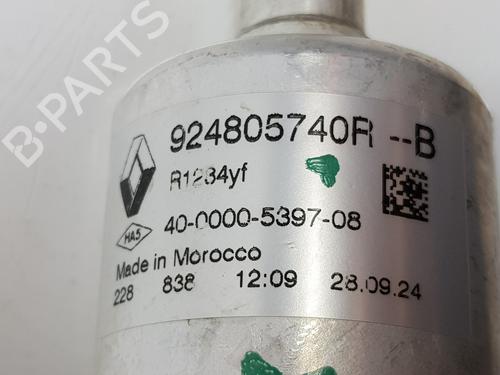 B-PARTS
924805740R --B
R1234yf
HA5
40-0000-5397-08
Made in Morocco
228 838 12:09 28.09.24